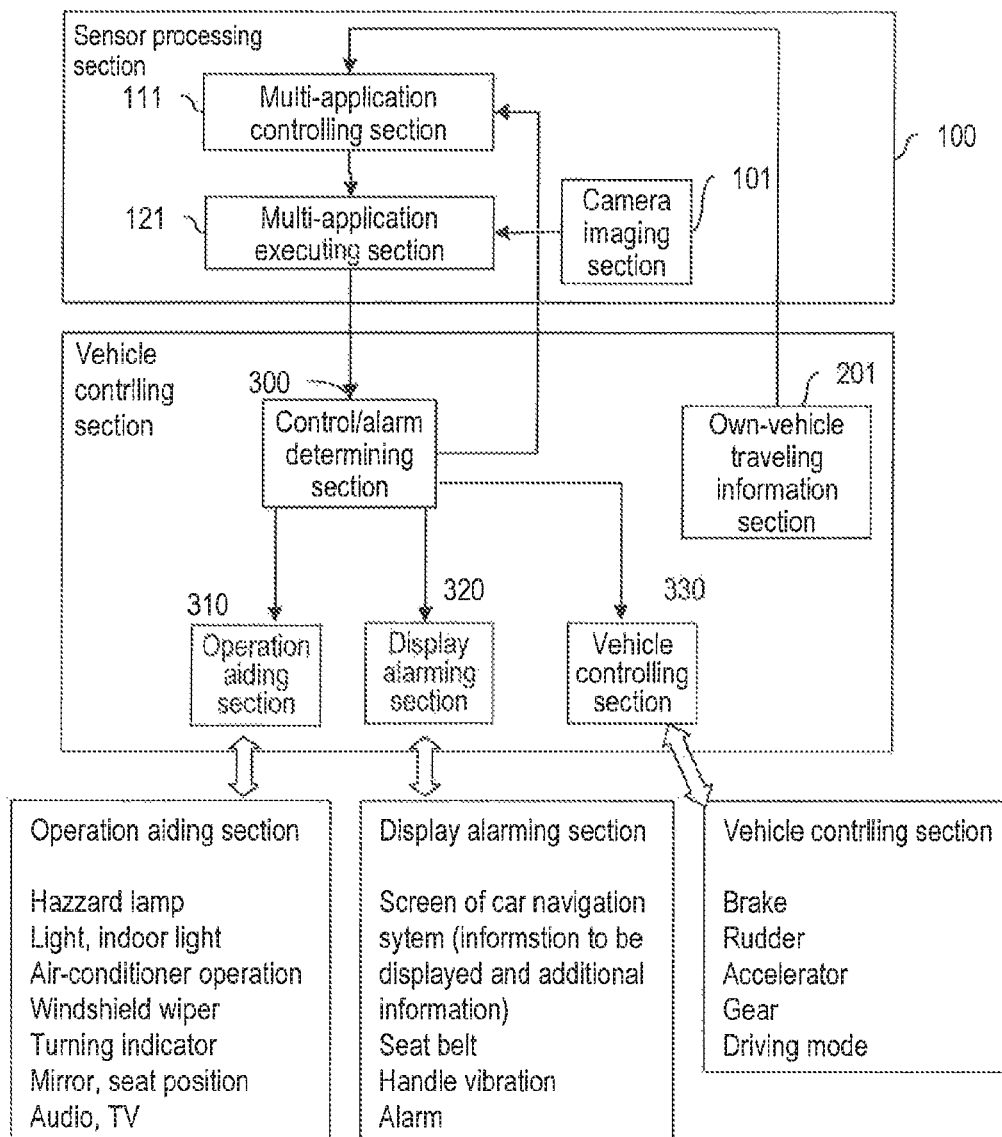 Sensor processing
section
111
Multi-application
controlling section
100
101
121
Multi-application
executing section
Camera
imaging
section
Vehicle
contrlling
section
300
Control/alarm
determining
section
201
Own-vehicle
traveling
information
section
310
Operation
aiding
section
320
Display
alarming
section
330
Vehicle
controlling
section
Operation aiding section
Hazzard lamp
Light, indoor light
Air-conditioner operation
Windshield wiper
Turning indicator
Mirror, seat position
Audio, TV
Display alarming section
Screen of car navigation
sytem (informstion to be
displayed and additional
information)
Seat belt
Handle vibration
Alarm
Vehicle contrlling section
Brake
Rudder
Accelerator
Gear
Driving mode